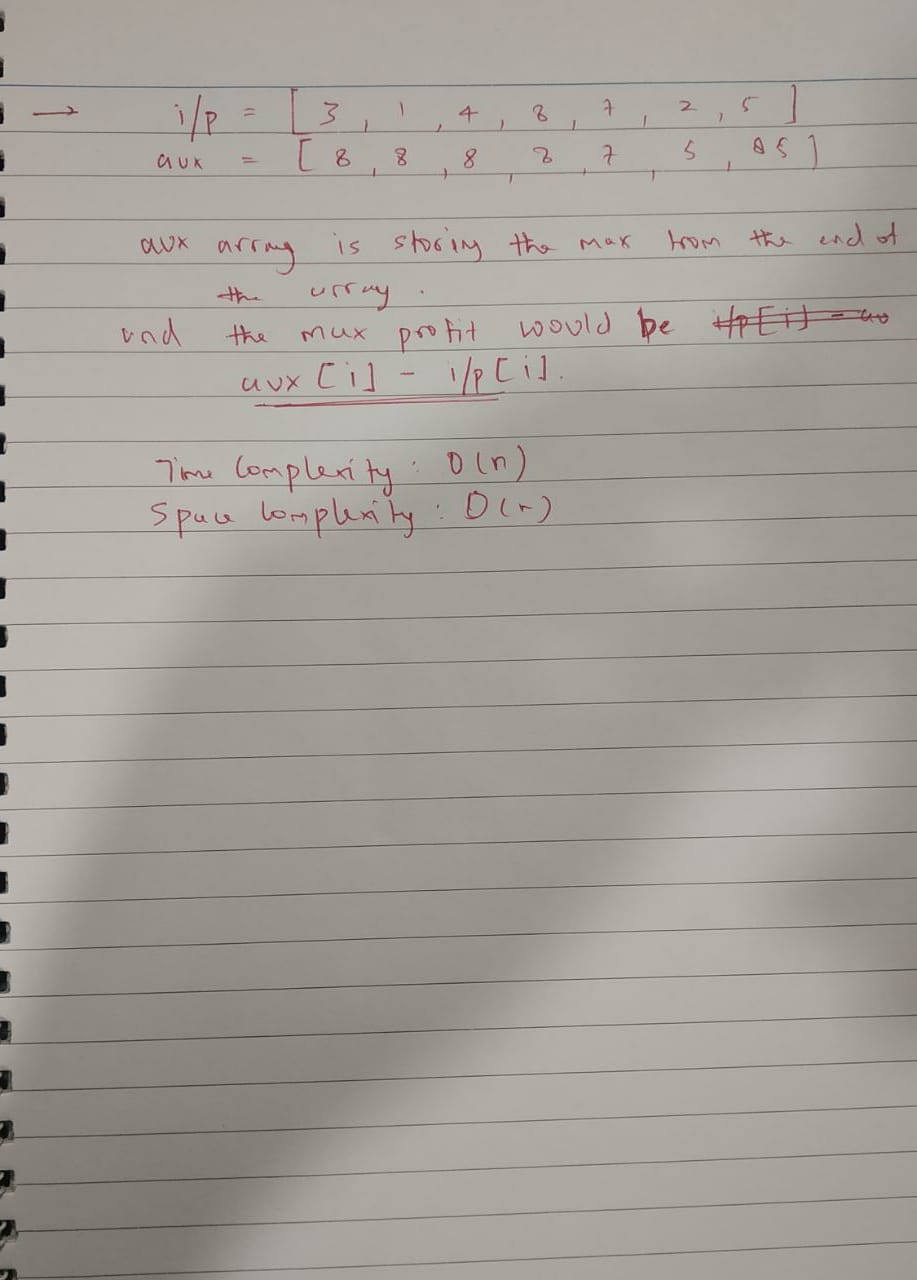 → i/p = [ 3, 1, 4, 8, 7, 2, 5 ]
aux = [ 8, 8, 8, 8, 7, 5, 5 ]
aux array is storing the max from the end of
the array.
and the max profit would be i/p[i] -
aux [i] - i/p [i].
Time Complexity : O(n)
Space Complexity : O(n)